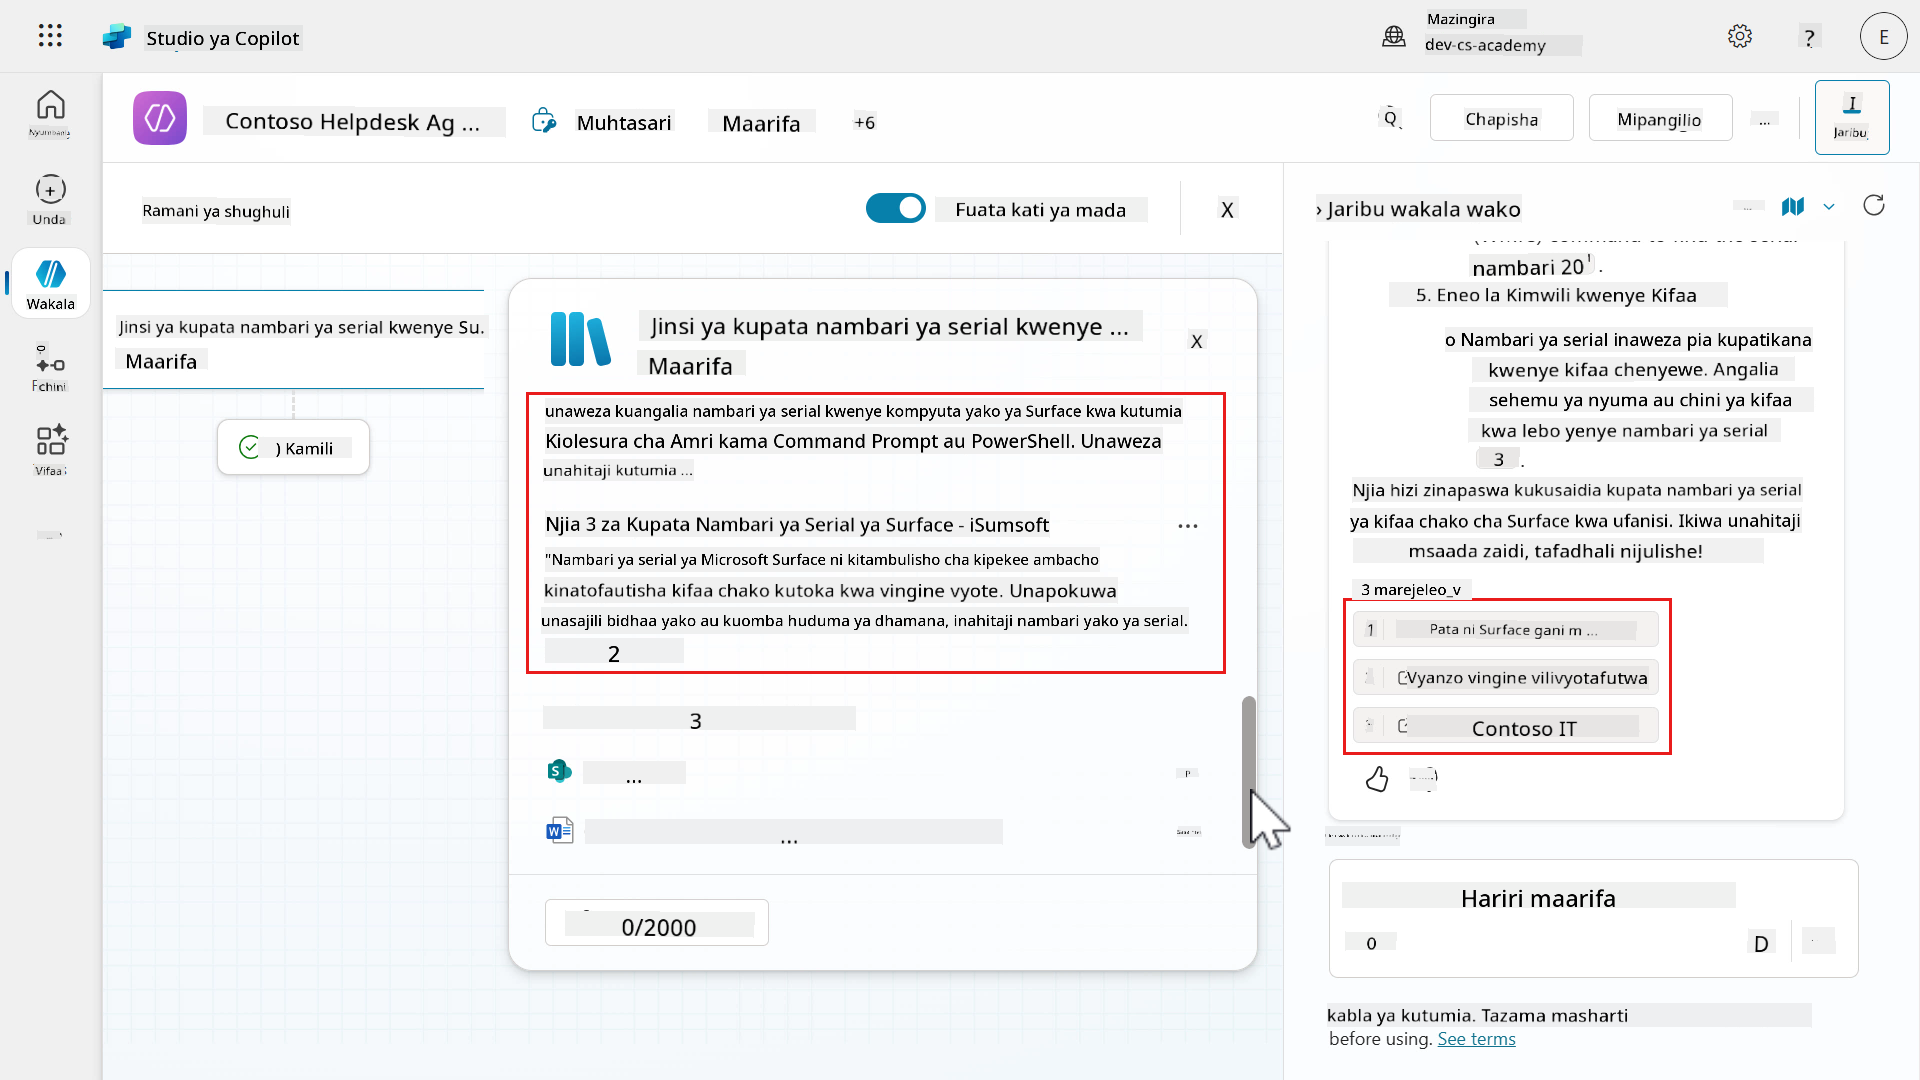 Studio ya Copilot
Mazingira
dev-cs-academy
?
E
Nyumbani
Unda
Wakala
Fchini
Vifaa
Contoso Helpdesk Ag ...
Muhtasari
Maarifa
+6
Q
Chapisha
Mipangilio
...
I
Jaribu
Ramani ya shughuli
Fuata kati ya mada
X
Jinsi ya kupata nambari ya serial kwenye Su.
Maarifa
) Kamili
Jinsi ya kupata nambari ya serial kwenye ...
Maarifa
X
unaweza kuangalia nambari ya serial kwenye kompyuta yako ya Surface kwa kutumia
Kiolesura cha Amri kama Command Prompt au PowerShell. Unaweza
unahitaji kutumia ...
Njia 3 za Kupata Nambari ya Serial ya Surface - iSumsoft
...
"Nambari ya serial ya Microsoft Surface ni kitambulisho cha kipekee ambacho
kinatofautisha kifaa chako kutoka kwa vingine vyote. Unapokuwa
unasajili bidhaa yako au kuomba huduma ya dhamana, inahitaji nambari yako ya serial.
2
3
S
...
P
W
...
0/2000
› Jaribu wakala wako
...
command to find the serial
nambari 20¹ .
5. Eneo la Kimwili kwenye Kifaa
o Nambari ya serial inaweza pia kupatikana
kwenye kifaa chenyewe. Angalia
sehemu ya nyuma au chini ya kifaa
kwa lebo yenye nambari ya serial
3 .
Njia hizi zinapaswa kukusaidia kupata nambari ya serial
ya kifaa chako cha Surface kwa ufanisi. Ikiwa unahitaji
msaada zaidi, tafadhali nijulishe!
3 marejeleo_v
1 Pata ni Surface gani m ...
Vyanzo vingine vilivyotafutwa
Contoso IT
Hariri maarifa
0
D
kabla ya kutumia. Tazama masharti
before using. See terms